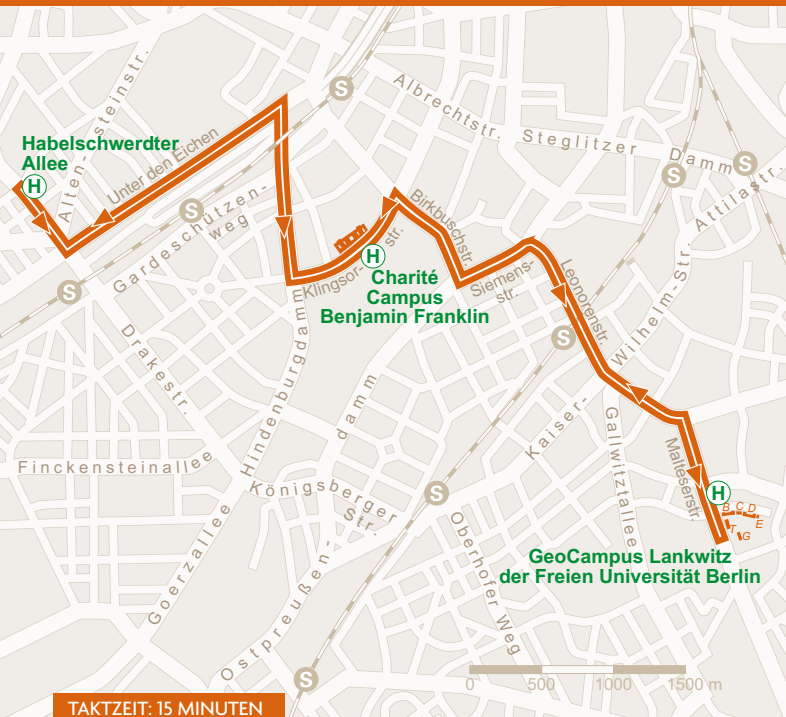 S
Albrechtstr.
Steglitzer
Damm
S
S
Attilastr.
Alten-
steinstr.
Habelschwerdter
Allee
H
Unter den Eichen
S
Gardeschützen-
weg
S
Birkbuschstr.
Klingsor-
str.
H
Charité
Campus
Benjamin Franklin
Siemens-
str.
Leonorenstr.
S
Kaiser-
Wilhelm-Str.
Drakestr.
Hindenburgdamm
Gallwitzallee
Malteserstr.
Finckensteinallee
Königsberger
Str.
S
H
B C D
E
T
G
Goerzallee
Ostpreußen-
damm
Oberhofer Weg
GeoCampus Lankwitz
der Freien Universität Berlin
S
0 500 1000 1500 m
TAKTZEIT: 15 MINUTEN